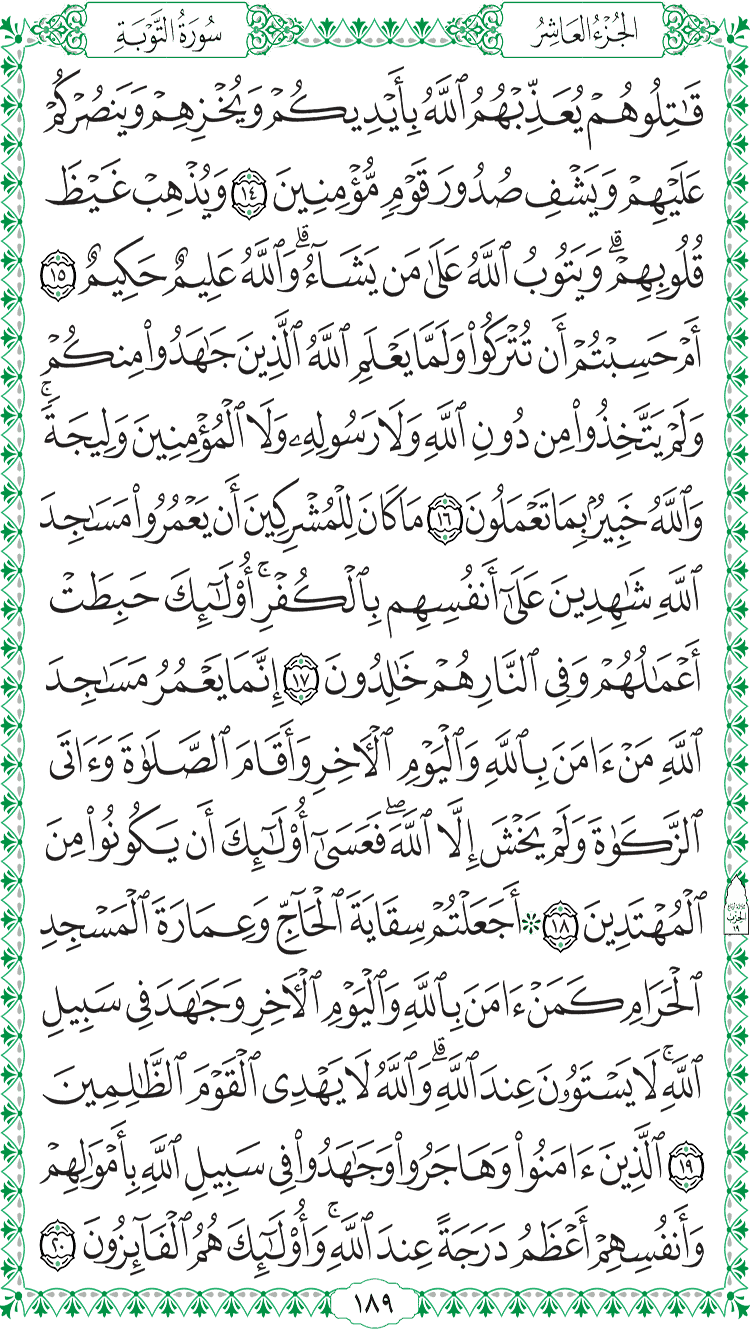 الجُزْءُ العَاشِرُ
سُورَةُ التَّوْبَةِ
قَـٰتِلُوهُمْ يُعَذِّبْهُمُ ٱللَّهُ بِأَيْدِيكُمْ وَيُخْزِهِمْ وَيَنصُرْكُمْ
عَلَيْهِمْ وَيَشْفِ صُدُورَ قَوْمٍ مُّؤْمِنِينَ ١٤ وَيُذْهِبْ غَيْظَ
قُلُوبِهِمْۗ وَيَتُوبُ ٱللَّهُ عَلَىٰ مَن يَشَآءُۗ وَٱللَّهُ عَلِيمٌ حَكِيمٌ ١٥
أَمْ حَسِبْتُمْ أَن تُتْرَكُوا۟ وَلَمَّا يَعْلَمِ ٱللَّهُ ٱلَّذِينَ جَـٰهَدُوا۟ مِنكُمْ
وَلَمْ يَتَّخِذُوا۟ مِن دُونِ ٱللَّهِ وَلَا رَسُولِهِۦ وَلَا ٱلْمُؤْمِنِينَ وَلِيجَةًۚ
وَٱللَّهُ خَبِيرٌۢ بِمَا تَعْمَلُونَ ١٦ مَا كَانَ لِلْمُشْرِكِينَ أَن يَعْمُرُوا۟ مَسَـٰجِدَ
ٱللَّهِ شَـٰهِدِينَ عَلَىٰٓ أَنفُسِهِم بِٱلْكُفْرِۚ أُو۟لَـٰٓئِكَ حَبِطَتْ
أَعْمَـٰلُهُمْ وَفِى ٱلنَّارِ هُمْ خَـٰلِدُونَ ١٧ إِنَّمَا يَعْمُرُ مَسَـٰجِدَ
ٱللَّهِ مَنْ ءَامَنَ بِٱللَّهِ وَٱلْيَوْمِ ٱلْـَٔاخِرِ وَأَقَامَ ٱلصَّلَوٰةَ وَءَاتَى
ٱلزَّكَوٰةَ وَلَمْ يَخْشَ إِلَّا ٱللَّهَۖ فَعَسَىٰٓ أُو۟لَـٰٓئِكَ أَن يَكُونُوا۟ مِنَ
ٱلْمُهْتَدِينَ ١٨ ۞ أَجَعَلْتُمْ سِقَايَةَ ٱلْحَآجِّ وَعِمَارَةَ ٱلْمَسْجِدِ
ٱلْحَرَامِ كَمَنْ ءَامَنَ بِٱللَّهِ وَٱلْيَوْمِ ٱلْـَٔاخِرِ وَجَـٰهَدَ فِى سَبِيلِ
ٱللَّهِۚ لَا يَسْتَوُۥنَ عِندَ ٱللَّهِۗ وَٱللَّهُ لَا يَهْدِى ٱلْقَوْمَ ٱلظَّـٰلِمِينَ
١٩ ٱلَّذِينَ ءَامَنُوا۟ وَهَاجَرُوا۟ وَجَـٰهَدُوا۟ فِى سَبِيلِ ٱللَّهِ بِأَمْوَٰلِهِمْ
وَأَنفُسِهِمْ أَعْظَمُ دَرَجَةً عِندَ ٱللَّهِۚ وَأُو۟لَـٰٓئِكَ هُمُ ٱلْفَآئِزُونَ ٢٠
الحزب
١٩
١٨٩